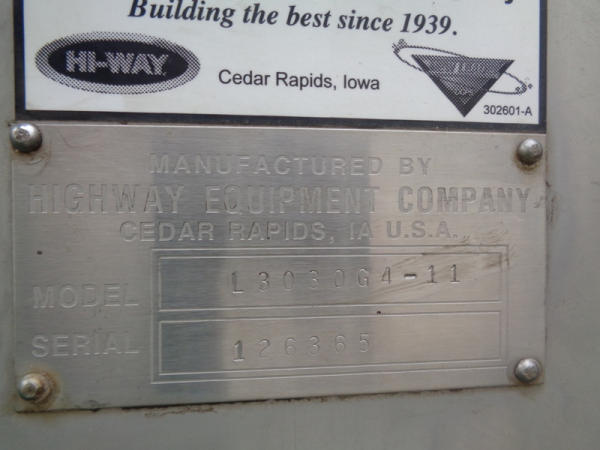 Building the best since 1939.
HI-WAY
Cedar Rapids, Iowa
302601-A
MANUFACTURED BY
HIGHWAY EQUIPMENT COMPANY
CEDAR RAPIDS, IA U.S.A.
MODEL L3030G4-11
SERIAL 126365